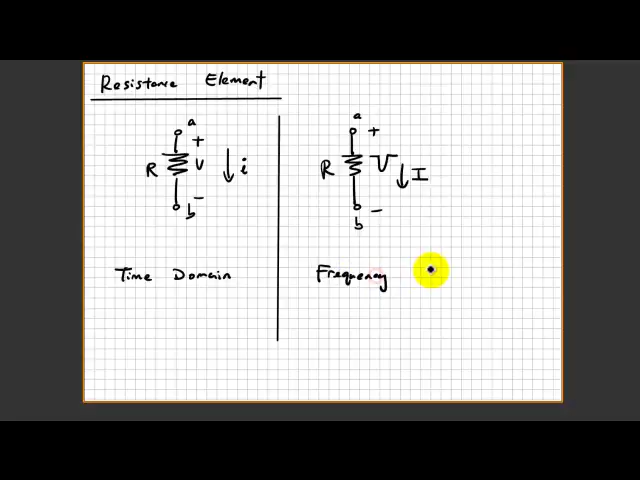 Resistance Element
a
+
R V i
-
b
Time Domain
a
+
R V I
-
b
Frequency